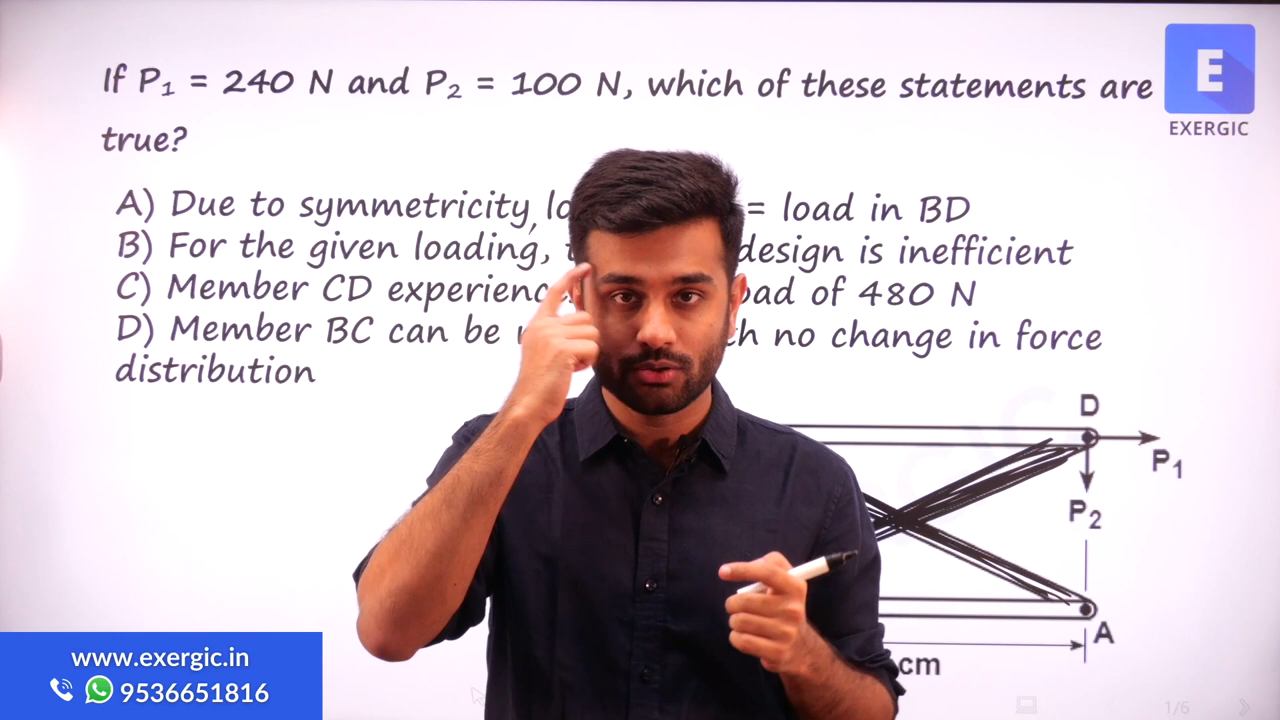 If P₁ = 240 N and P₂ = 100 N, which of these statements are
true?
E
EXERGIC
A) Due to symmetricity, = load in BD
B) For the given loading, design is inefficient
C) Member CD of 480 N
D) Member BC can be no change in force
distribution
D
P₁
P₂
A
cm
www.exergic.in
9536651816
1/6